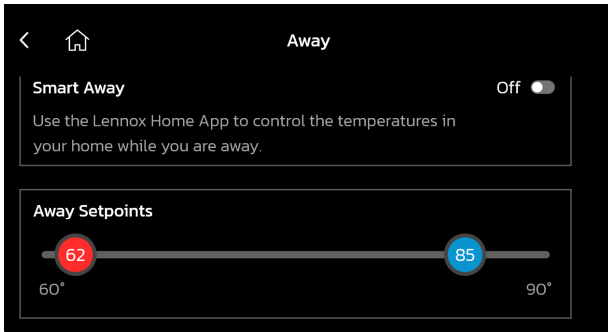 Away
Smart Away Off
Use the Lennox Home App to control the temperatures in
your home while you are away.
Away Setpoints
62 85
60° 90°